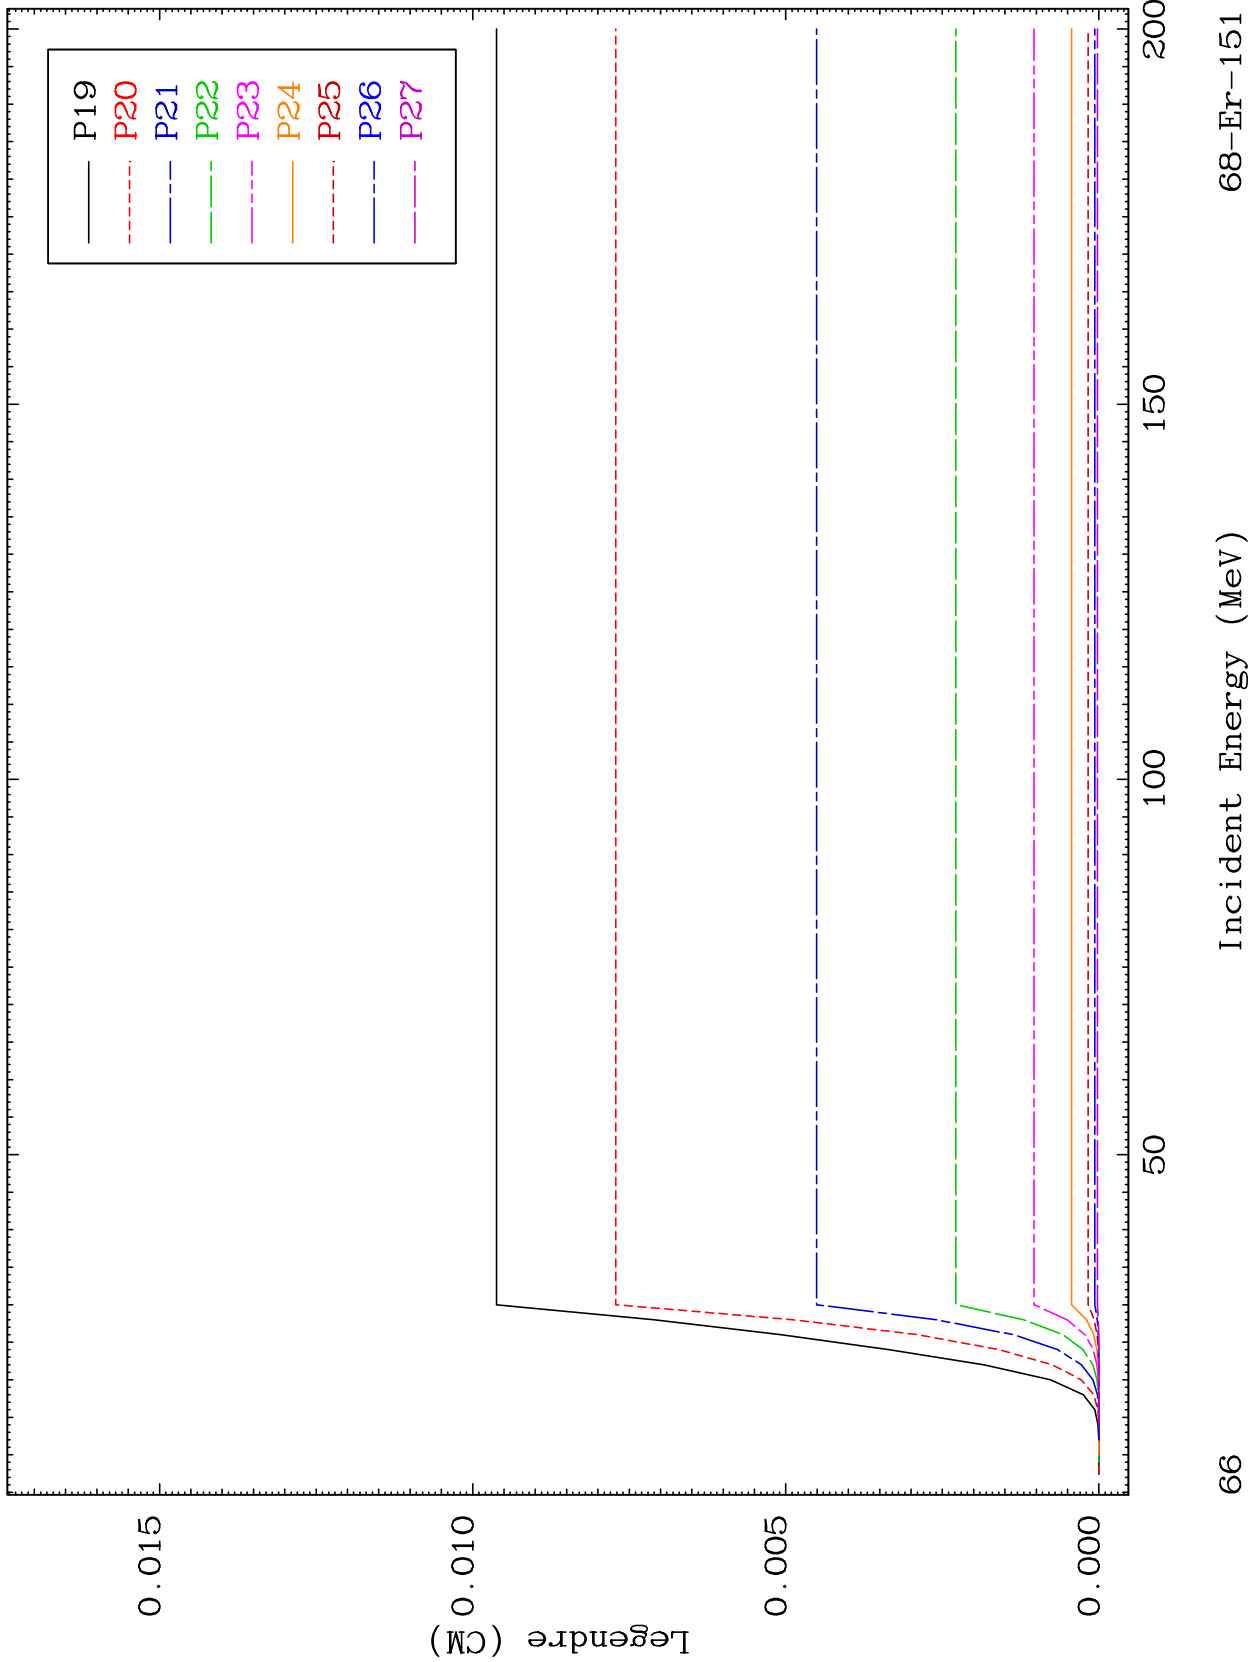 P19
P20
P21
P22
P23
P24
P25
P26
P27
Legendre (CM)
0.015
0.010
0.005
0.000
50
100
150
200
Incident Energy (MeV)
66
68-Er-151